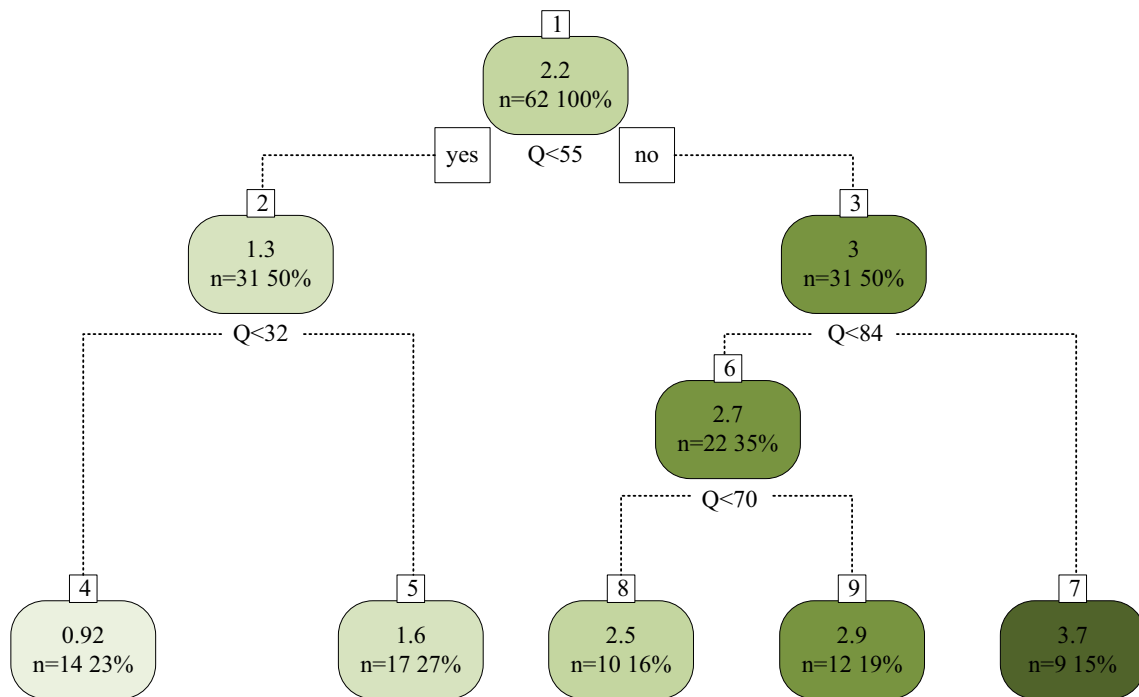 1
2.2
n=62 100%
yes Q<55 no
2 3
1.3 3
n=31 50% n=31 50%
Q<32 Q<84
6
2.7
n=22 35%
Q<70
4 5 8 9 7
0.92 1.6 2.5 2.9 3.7
n=14 23% n=17 27% n=10 16% n=12 19% n=9 15%